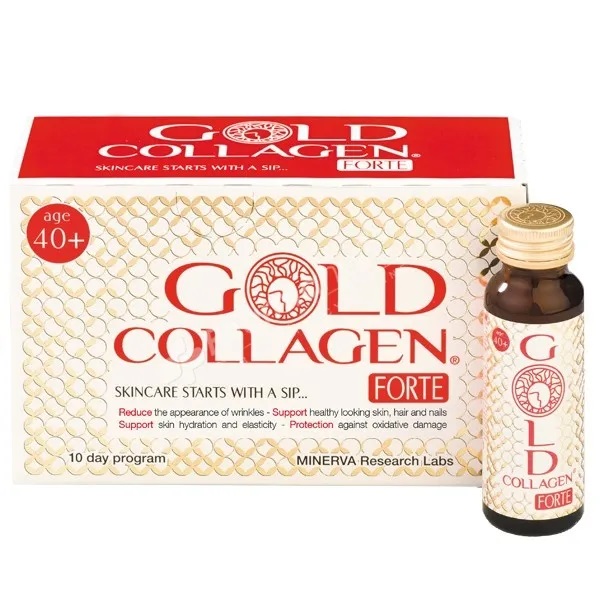 GOLD
COLLAGEN®
FORTE
SKINCARE STARTS WITH A SIP...
age
40+
GOLD
COLLAGEN®
SKINCARE STARTS WITH A SIP...
FORTE
Reduce the appearance of wrinkles - Support healthy looking skin, hair and nails
Support skin hydration and elasticity - Protection against oxidative damage
10 day program
MINERVA Research Labs
age
40+
GOLD
COLLAGEN®
FORTE